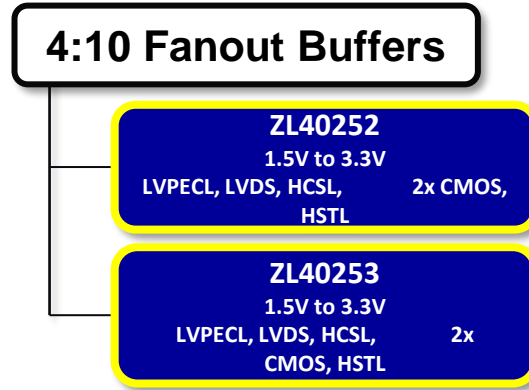 4:10 Fanout Buffers
ZL40252
1.5V to 3.3V
LVPECL, LVDS, HCSL, 2x CMOS,
HSTL
ZL40253
1.5V to 3.3V
LVPECL, LVDS, HCSL, 2x
CMOS, HSTL